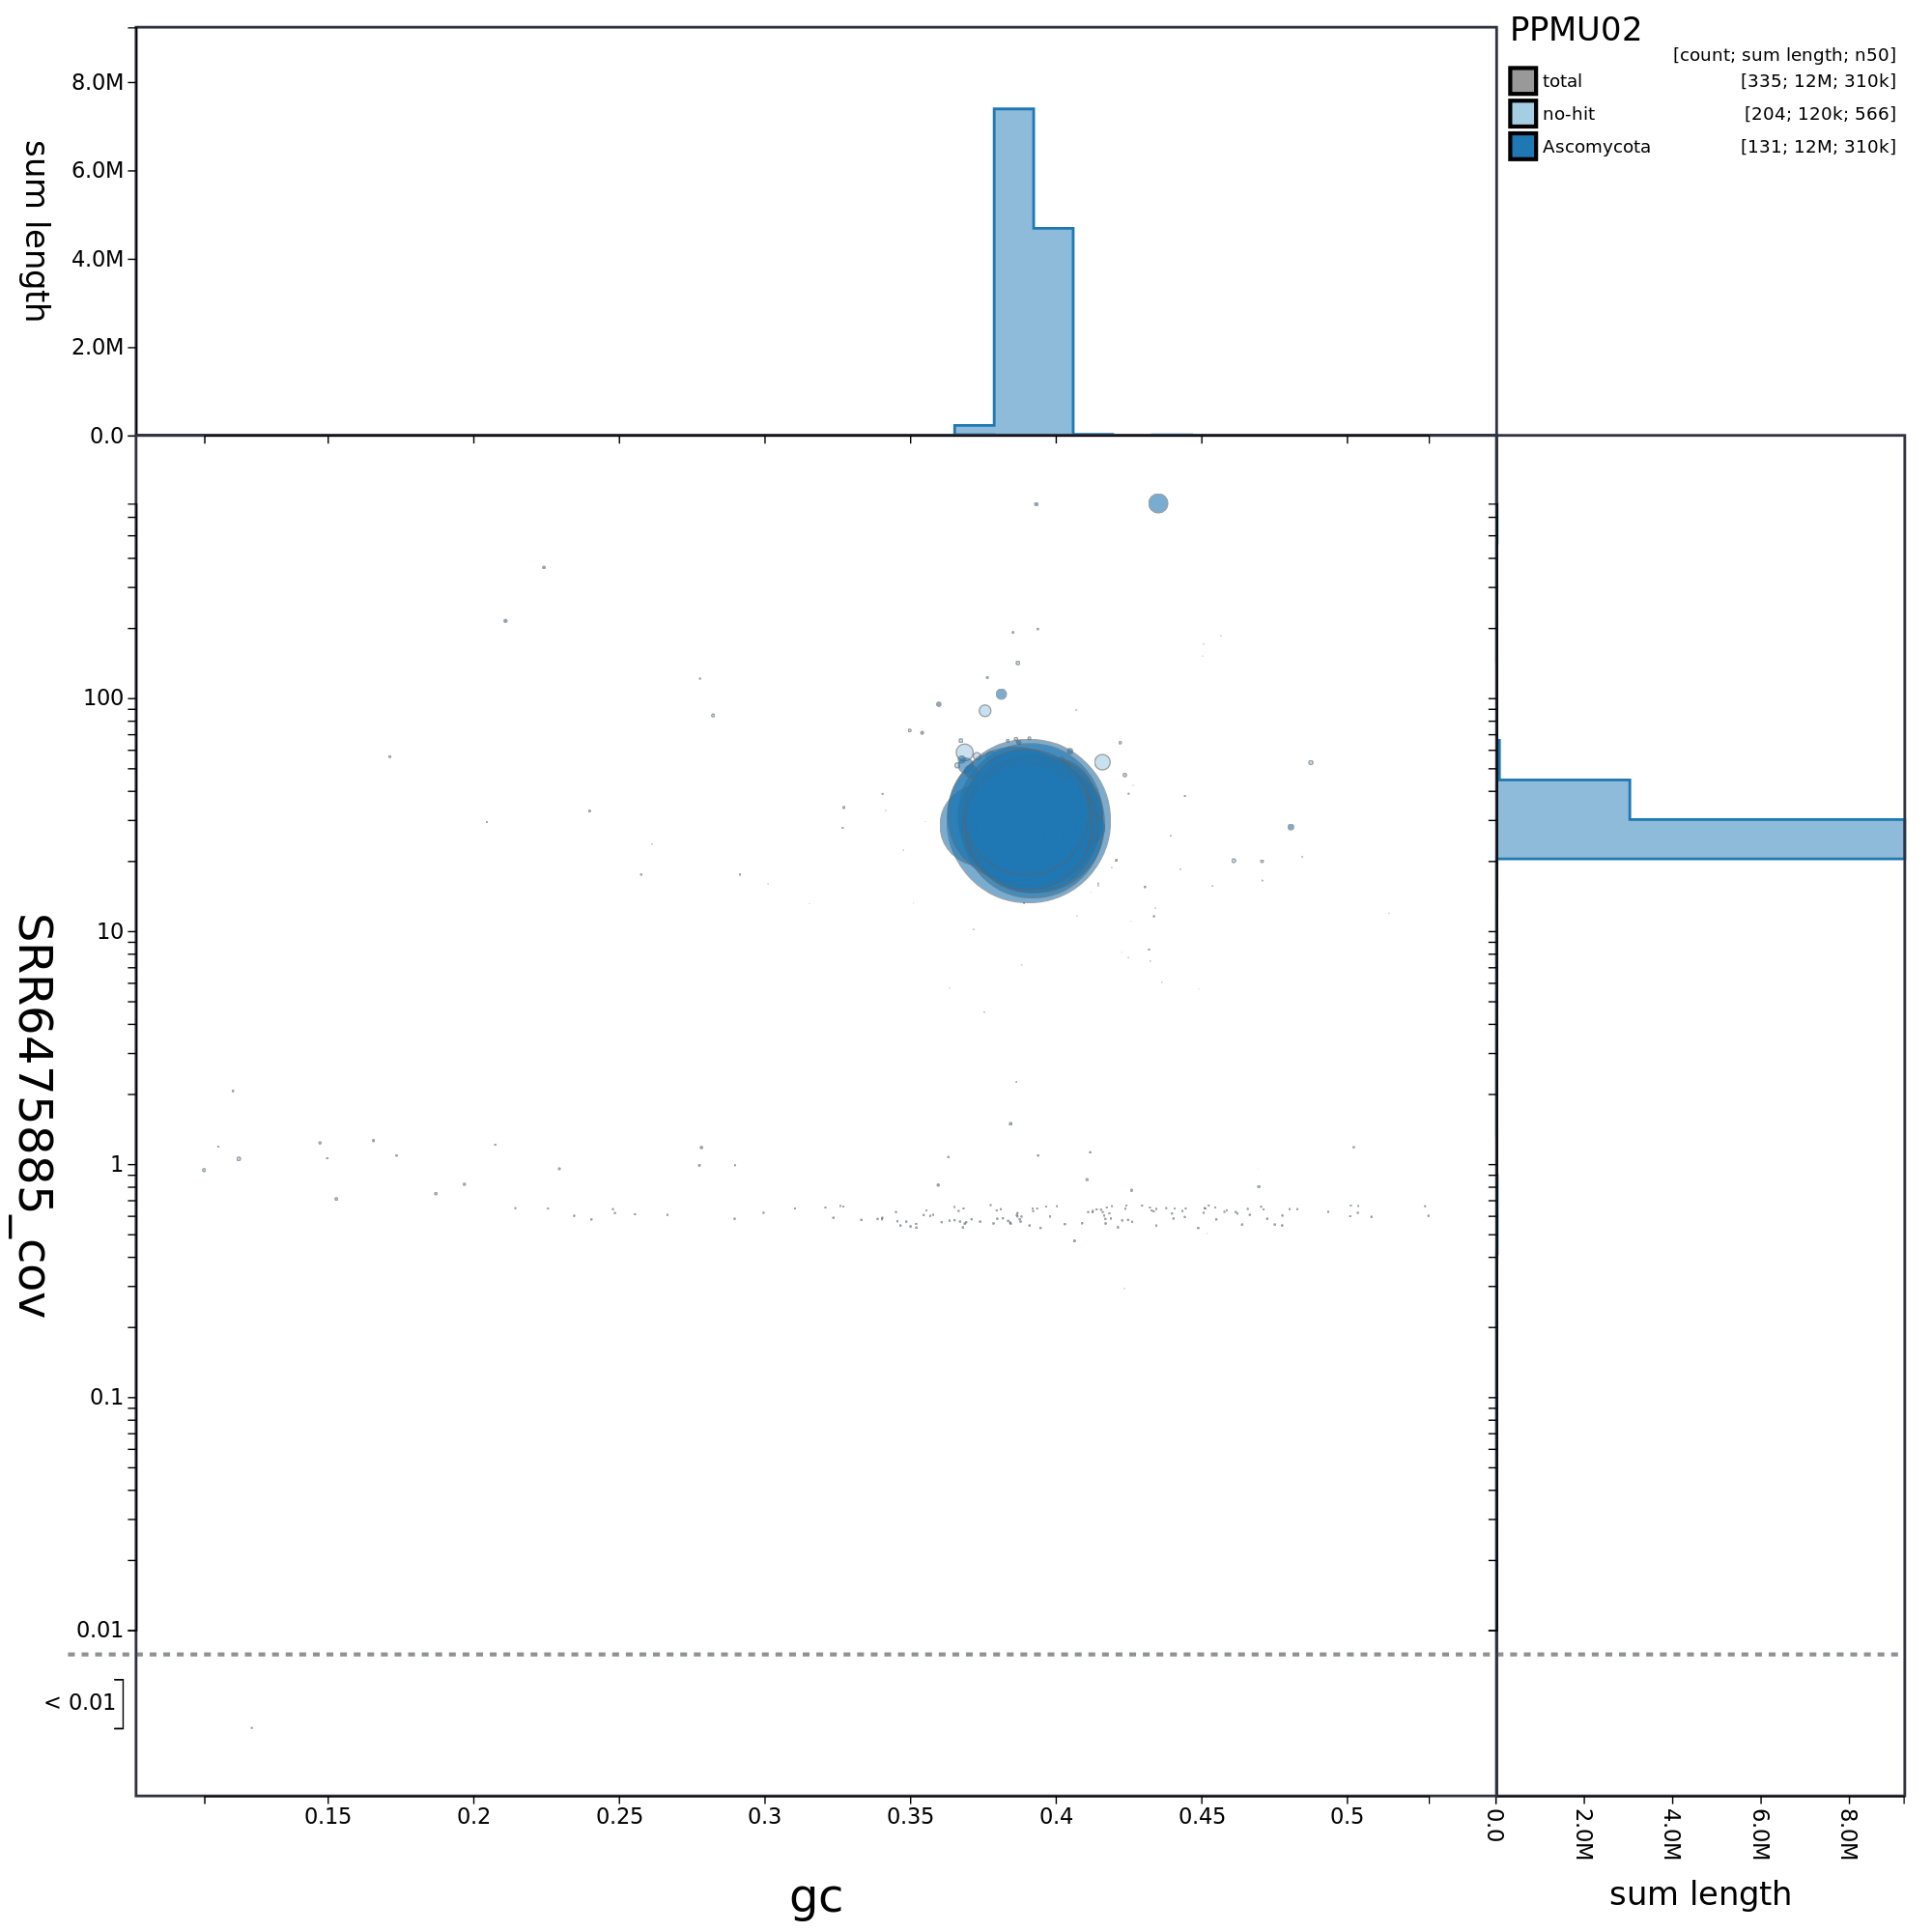 PPMU02
[count; sum length; n50]
total [335; 12M; 310k]
no-hit [204; 120k; 566]
Ascomycota [131; 12M; 310k]
sum length
8.0M
6.0M
4.0M
2.0M
0.0
SRR6475885_cov
100
10
1
0.1
0.01
< 0.01
0.15 0.2 0.25 0.3 0.35 0.4 0.45 0.5
gc
0.0 2.0M 4.0M 6.0M 8.0M
sum length